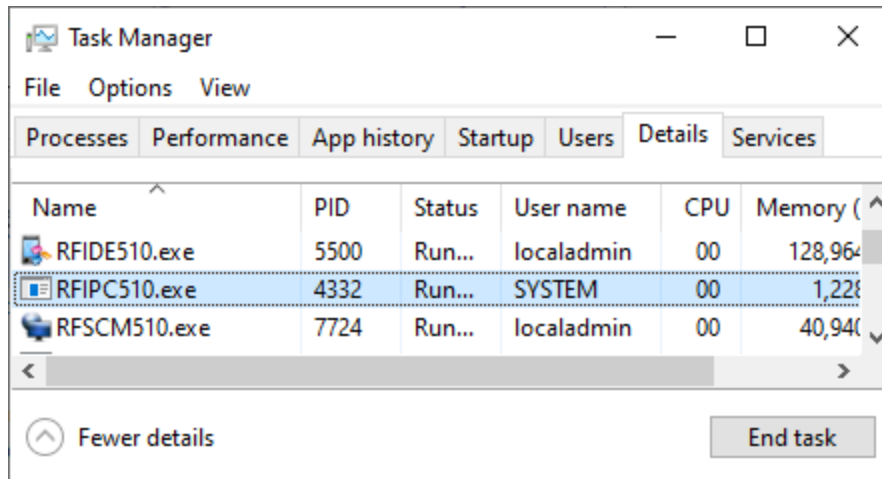 Task Manager
File Options View
Processes Performance App history Startup Users Details Services
Name PID Status User name CPU Memory (
RFIDE510.exe 5500 Run... localadmin 00 128,964
RFIPC510.exe 4332 Run... SYSTEM 00 1,228
RFSCM510.exe 7724 Run... localadmin 00 40,940
Fewer details End task